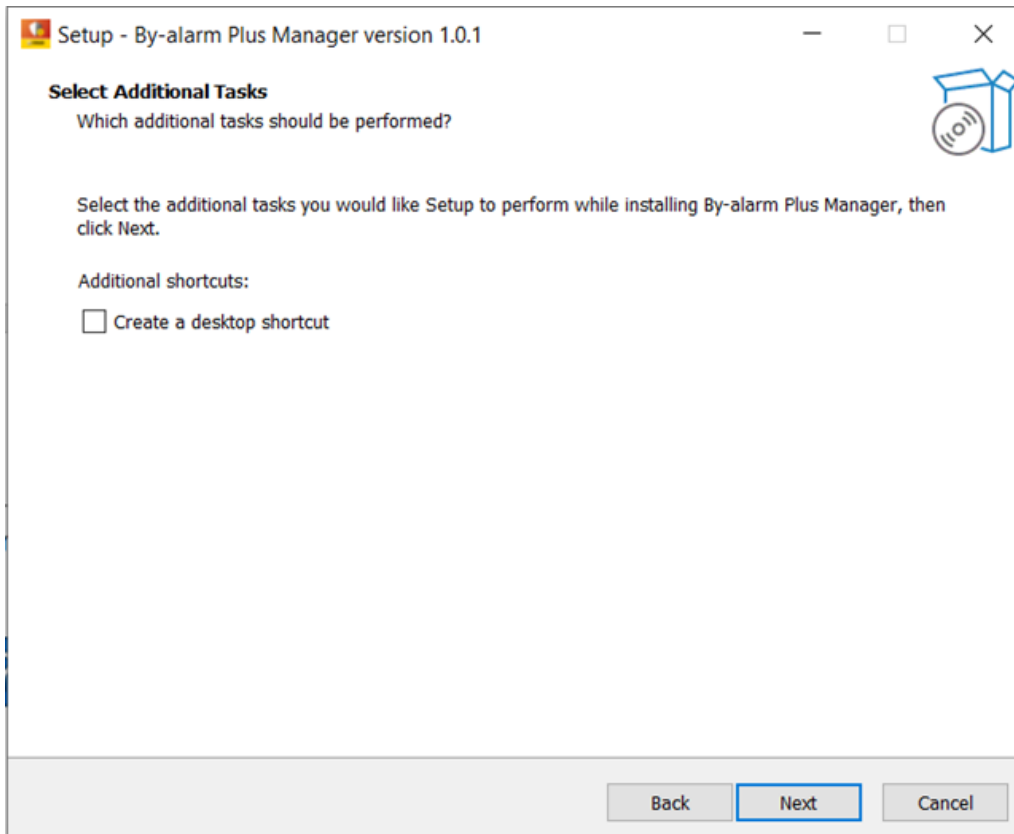 Setup - By-alarm Plus Manager version 1.0.1
Select Additional Tasks
Which additional tasks should be performed?
Select the additional tasks you would like Setup to perform while installing By-alarm Plus Manager, then
click Next.
Additional shortcuts:
Create a desktop shortcut
Back
Next
Cancel